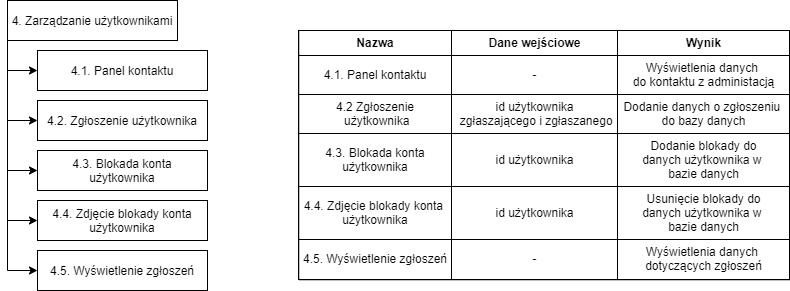 4. Zarządzanie użytkownikami
4.1. Panel kontaktu
4.2. Zgłoszenie użytkownika
4.3. Blokada konta
użytkownika
4.4. Zdjęcie blokady konta
użytkownika
4.5. Wyświetlenie zgłoszeń
Nazwa
Dane wejściowe
Wynik
4.1. Panel kontaktu
-
Wyświetlenia danych
do kontaktu z administacją
4.2 Zgłoszenie
użytkownika
id użytkownika
zgłaszającego i zgłaszanego
Dodanie danych o zgłoszeniu
do bazy danych
4.3. Blokada konta
użytkownika
id użytkownika
Dodanie blokady do
danych użytkownika w
bazie danych
4.4. Zdjęcie blokady konta
użytkownika
id użytkownika
Usunięcie blokady do
danych użytkownika w
bazie danych
4.5. Wyświetlenie zgłoszeń
-
Wyświetlenia danych
dotyczących zgłoszeń